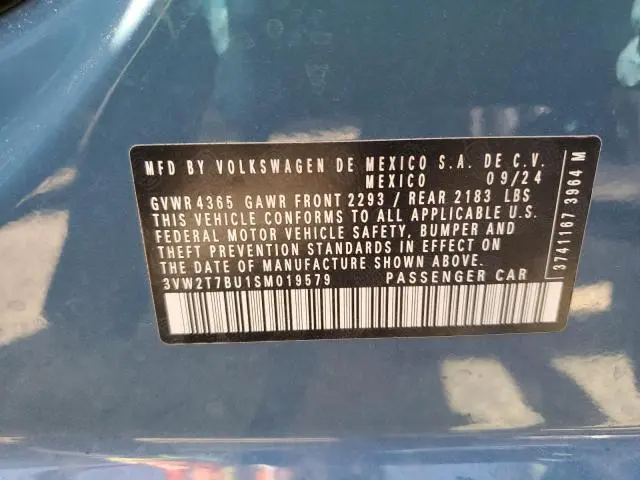 MFD BY VOLKSWAGEN DE MEXICO S.A. DE C.V.
MEXICO 09/24
GVWR 4365 GAWR FRONT 2293 / REAR 2183 LBS
THIS VEHICLE CONFORMS TO ALL APPLICABLE U.S.
FEDERAL MOTOR VEHICLE SAFETY, BUMPER AND
THEFT PREVENTION STANDARDS IN EFFECT ON
THE DATE OF MANUFACTURE SHOWN ABOVE.
3VW2T7BU1SM019579 PASSENGER CAR
3741167 3964 M